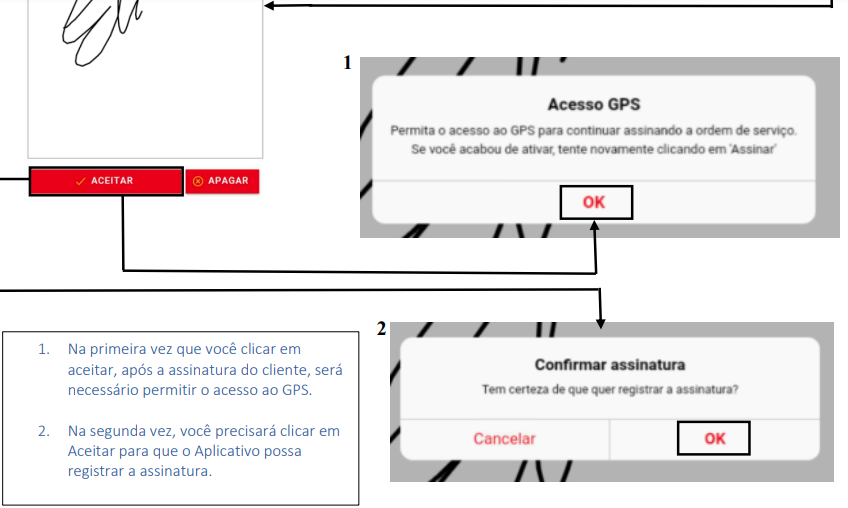 1
Acesso GPS
Permita o acesso ao GPS para continuar assinando a ordem de serviço.
Se você acabou de ativar, tente novamente clicando em 'Assinar'
OK
ACEITAR
APAGAR
2
Confirmar assinatura
Tem certeza de que quer registrar a assinatura?
Cancelar
OK
1. Na primeira vez que você clicar em
aceitar, após a assinatura do cliente, será
necessário permitir o acesso ao GPS.
2. Na segunda vez, você precisará clicar em
Aceitar para que o Aplicativo possa
registrar a assinatura.